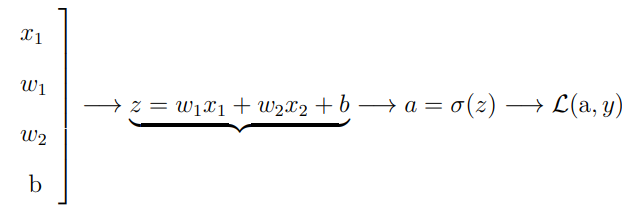 x₁
w₁
w₂
b
⟶ z = w₁x₁ + w₂x₂ + b ⟶ a = σ(z) ⟶ ℒ(a, y)